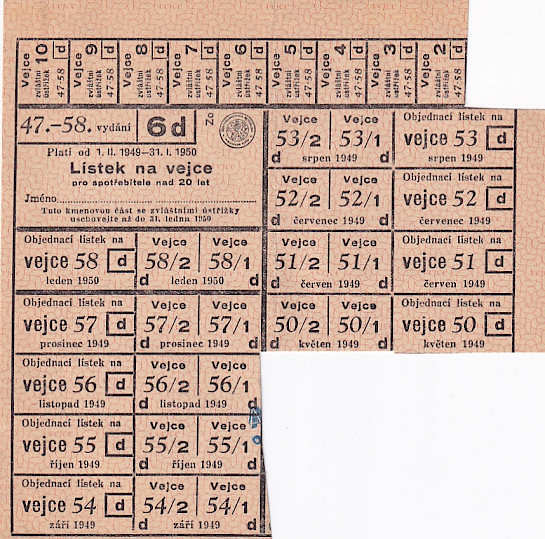 Vejce 10 d zvláštní ústřižek 47-58
Vejce 9 d zvláštní ústřižek 47-58
Vejce 8 d zvláštní ústřižek 47-58
Vejce 7 d zvláštní ústřižek 47-58
Vejce 6 d zvláštní ústřižek 47-58
Vejce 5 d zvláštní ústřižek 47-58
Vejce 4 d zvláštní ústřižek 47-58
Vejce 3 d zvláštní ústřižek 47-58
Vejce 2 d zvláštní ústřižek 47-58
47.-58. vydání 6d Zo
Platí od 1. II. 1949—31. I. 1950
Lístek na vejce
pro spotřebitele nad 20 let
Jméno
Tuto kmenovou část se zvláštními ústřižky
uschovejte až do 31. ledna 1950
Vejce Vejce
53/2 53/1
d srpen 1949 d
Objednací lístek na
vejce 53 d
srpen 1949
Vejce Vejce
52/2 52/1
d červenec 1949 d
Objednací lístek na
vejce 52 d
červenec 1949
Objednací lístek na
vejce 58 d
leden 1950
Vejce Vejce
58/2 58/1
d leden 1950 d
Vejce Vejce
51/2 51/1
d červen 1949 d
Objednací lístek na
vejce 51 d
červen 1949
Objednací lístek na
vejce 57 d
prosinec 1949
Vejce Vejce
57/2 57/1
d prosinec 1949 d
Vejce Vejce
50/2 50/1
d květen 1949 d
Objednací lístek na
vejce 50 d
květen 1949
Objednací lístek na
vejce 56 d
listopad 1949
Vejce Vejce
56/2 56/1
d listopad 1949 d
Objednací lístek na
vejce 55 d
říjen 1949
Vejce Vejce
55/2 55/1
d říjen 1949 d
Objednací lístek na
vejce 54 d
září 1949
Vejce Vejce
54/2 54/1
d září 1949 d